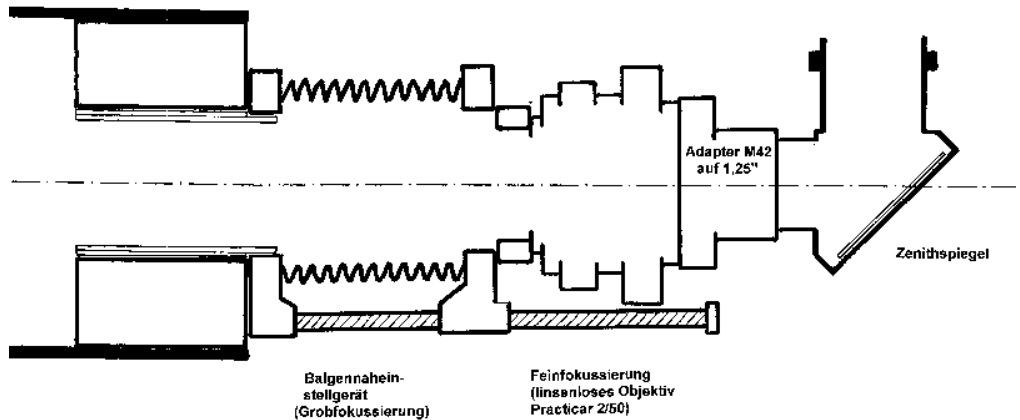 Adapter M42
auf 1,25"
Zenithspiegel
Balgennahein-
stellgerät
(Grobfokussierung)
Feinfokussierung
(linsenloses Objektiv
Practicar 2/50)